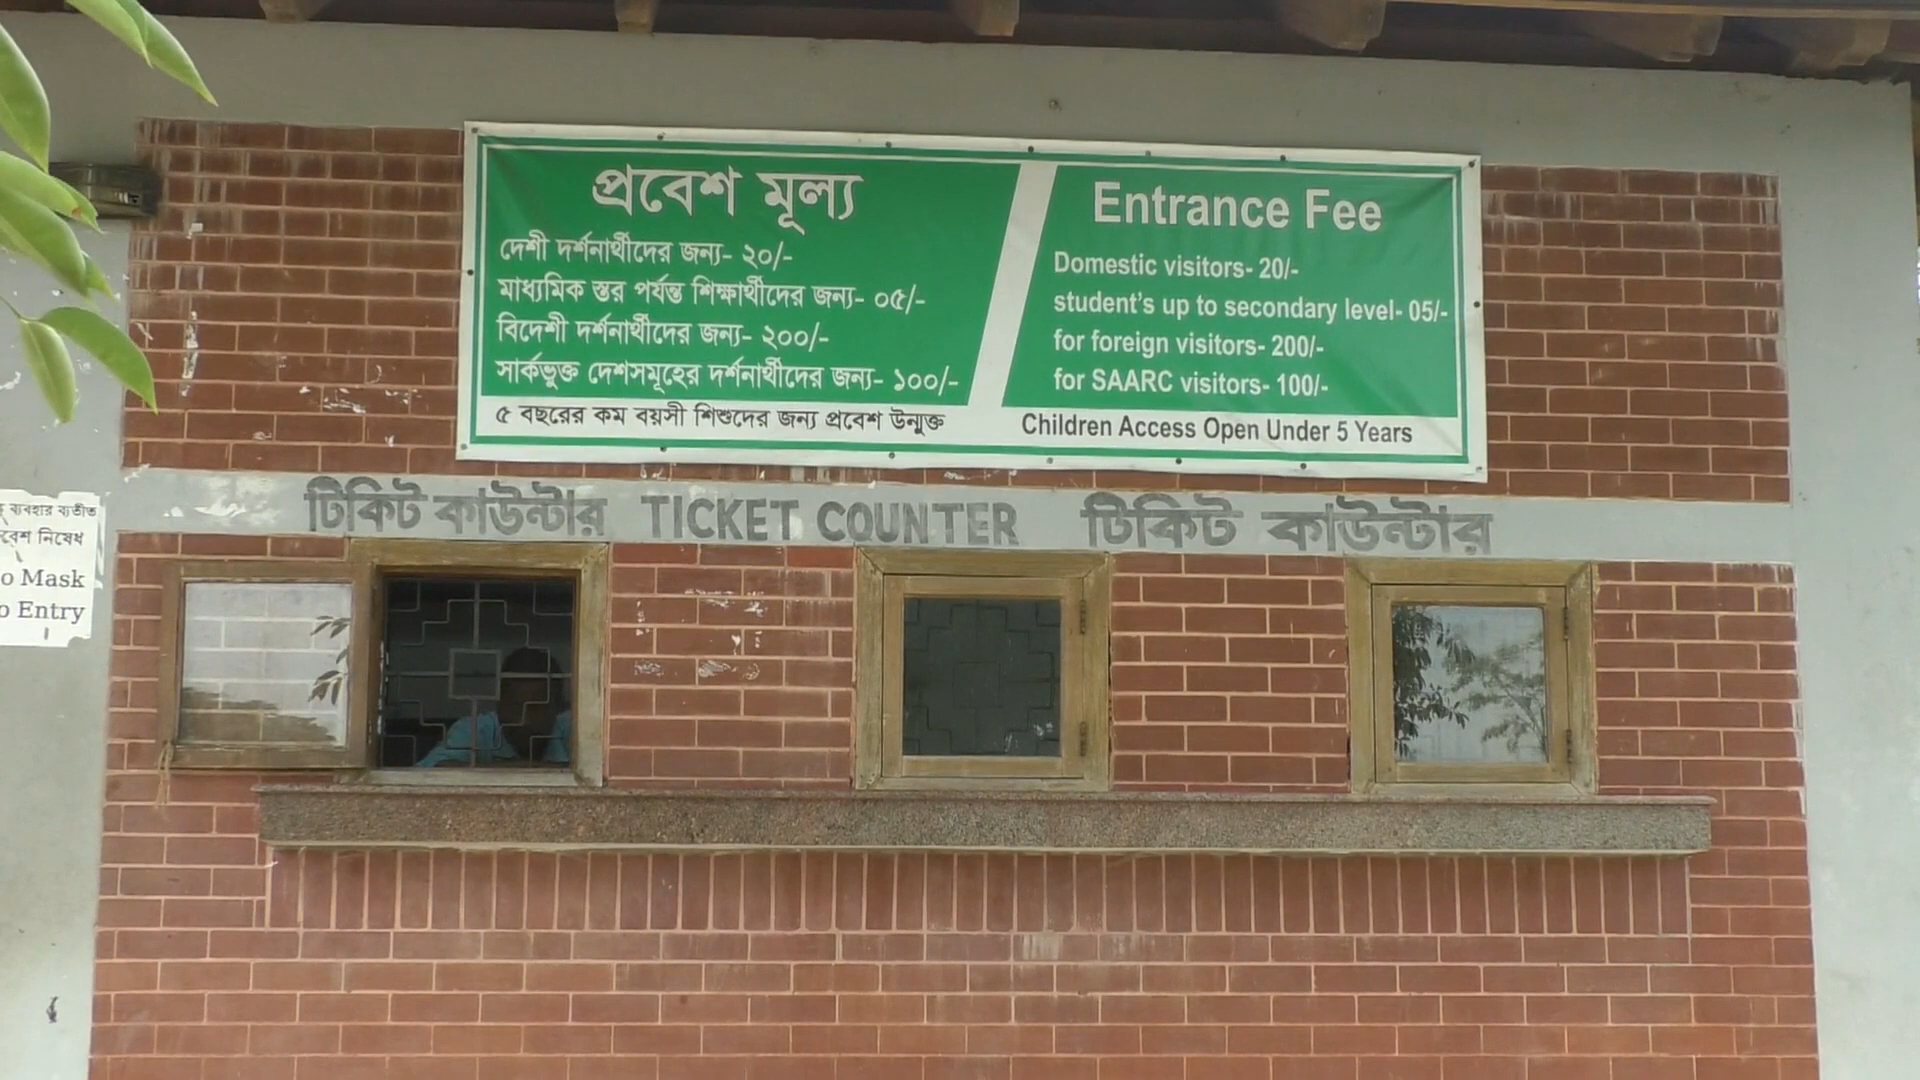 প্রবেশ মূল্য
দেশী দর্শনার্থীদের জন্য- ২০/-
মাধ্যমিক স্তর পর্যন্ত শিক্ষার্থীদের জন্য- ০৫/-
বিদেশী দর্শনার্থীদের জন্য- ২০০/-
সার্কভুক্ত দেশসমূহের দর্শনার্থীদের জন্য- ১০০/-
৫ বছরের কম বয়সী শিশুদের জন্য প্রবেশ উন্মুক্ত
Entrance Fee
Domestic visitors- 20/-
student's up to secondary level- 05/-
for foreign visitors- 200/-
for SAARC visitors- 100/-
Children Access Open Under 5 Years
টিকিট কাউন্টার TICKET COUNTER টিকিট কাউন্টার
ব্যবহার ব্যতীত
নিষেধ
Mask
Entry